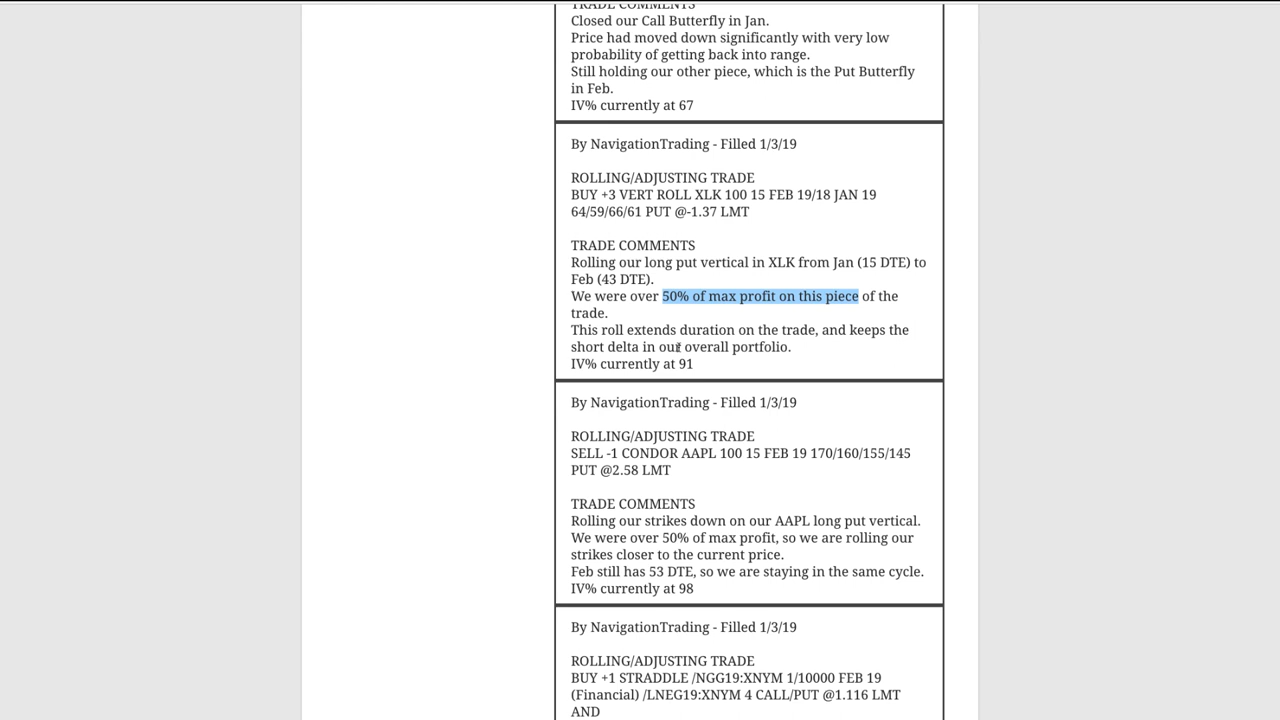 TRADE COMMENTS
Closed our Call Butterfly in Jan.
Price had moved down significantly with very low
probability of getting back into range.
Still holding our other piece, which is the Put Butterfly
in Feb.
IV% currently at 67
By NavigationTrading - Filled 1/3/19
ROLLING/ADJUSTING TRADE
BUY +3 VERT ROLL XLK 100 15 FEB 19/18 JAN 19
64/59/66/61 PUT @-1.37 LMT
TRADE COMMENTS
Rolling our long put vertical in XLK from Jan (15 DTE) to
Feb (43 DTE).
We were over 50% of max profit on this piece of the
trade.
This roll extends duration on the trade, and keeps the
short delta in our overall portfolio.
IV% currently at 91
By NavigationTrading - Filled 1/3/19
ROLLING/ADJUSTING TRADE
SELL -1 CONDOR AAPL 100 15 FEB 19 170/160/155/145
PUT @2.58 LMT
TRADE COMMENTS
Rolling our strikes down on our AAPL long put vertical.
We were over 50% of max profit, so we are rolling our
strikes closer to the current price.
Feb still has 53 DTE, so we are staying in the same cycle.
IV% currently at 98
By NavigationTrading - Filled 1/3/19
ROLLING/ADJUSTING TRADE
BUY +1 STRADDLE /NGG19:XNYM 1/10000 FEB 19
(Financial) /LNEG19:XNYM 4 CALL/PUT @1.116 LMT
AND